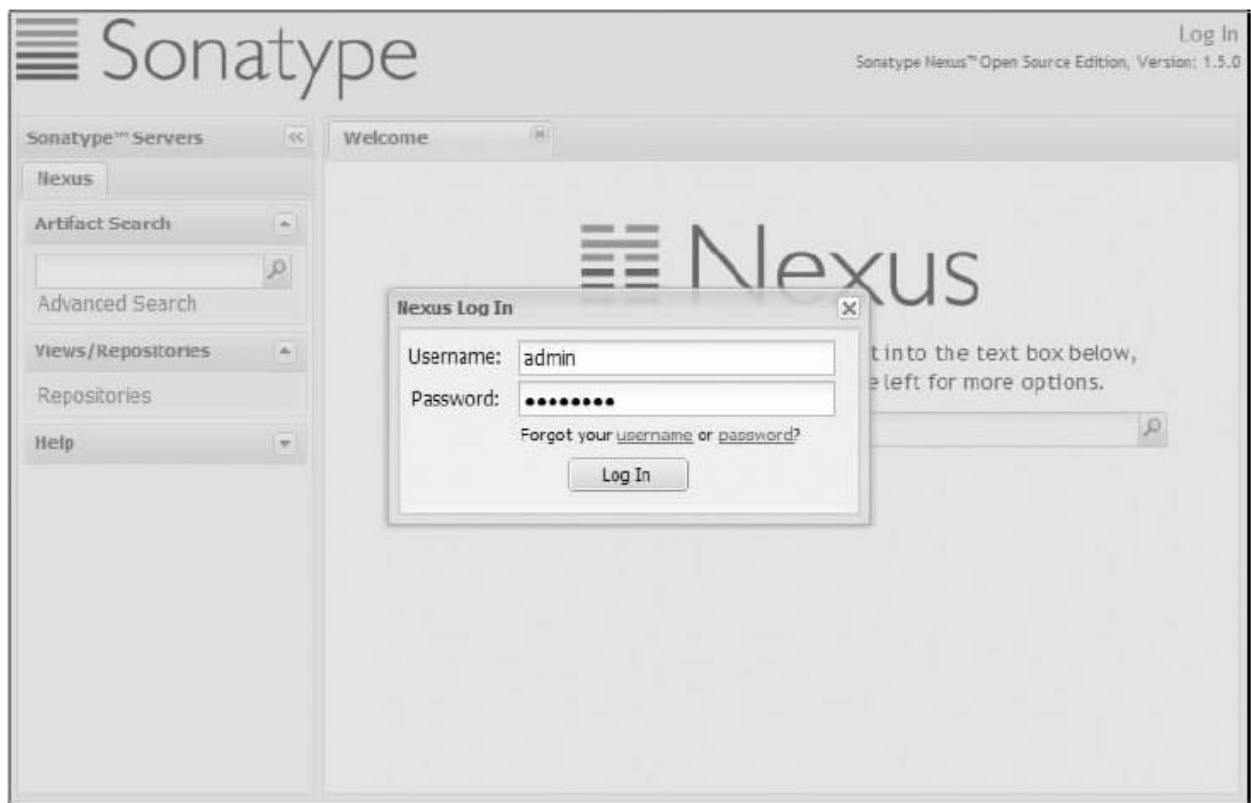 Sonatype
Log In
Sonatype Nexus™ Open Source Edition, Version: 1.5.0
Sonatype™ Servers
Welcome
Nexus
Artifact Search
Advanced Search
Views/Repositories
Repositories
Help
Nexus
t into the text box below,
left for more options.
Nexus Log In
Username: admin
Password: ••••••••
Forgot your username or password?
Log In